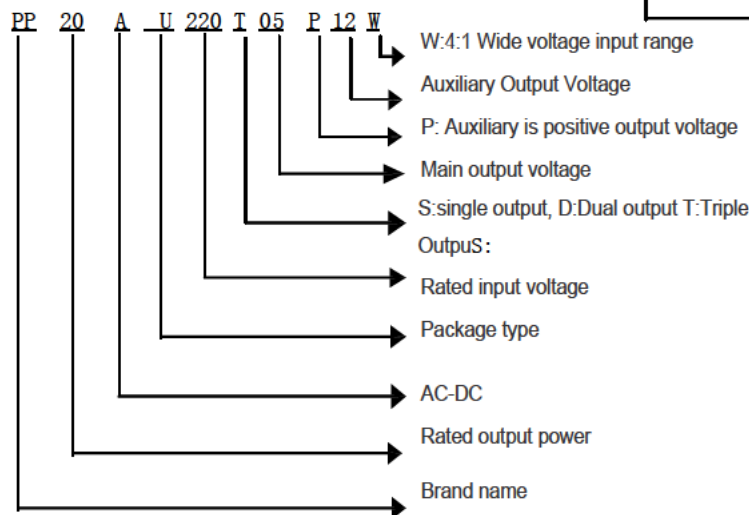 PP 20 A U 220 T 05 P 12 W
W:4:1 Wide voltage input range
Auxiliary Output Voltage
P: Auxiliary is positive output voltage
Main output voltage
S:single output, D:Dual output T:Triple
OutpuS:
Rated input voltage
Package type
AC-DC
Rated output power
Brand name